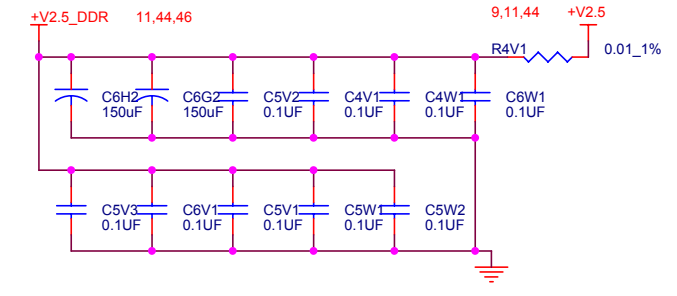 +V2.5_DDR 11,44,46 9,11,44 +V2.5
R4V1 0.01_1%
C6H2 C6G2 C5V2 C4V1 C4W1 C6W1
150uF 150uF 0.1UF 0.1UF 0.1UF 0.1UF
C5V3 C6V1 C5V1 C5W1 C5W2
0.1UF 0.1UF 0.1UF 0.1UF 0.1UF